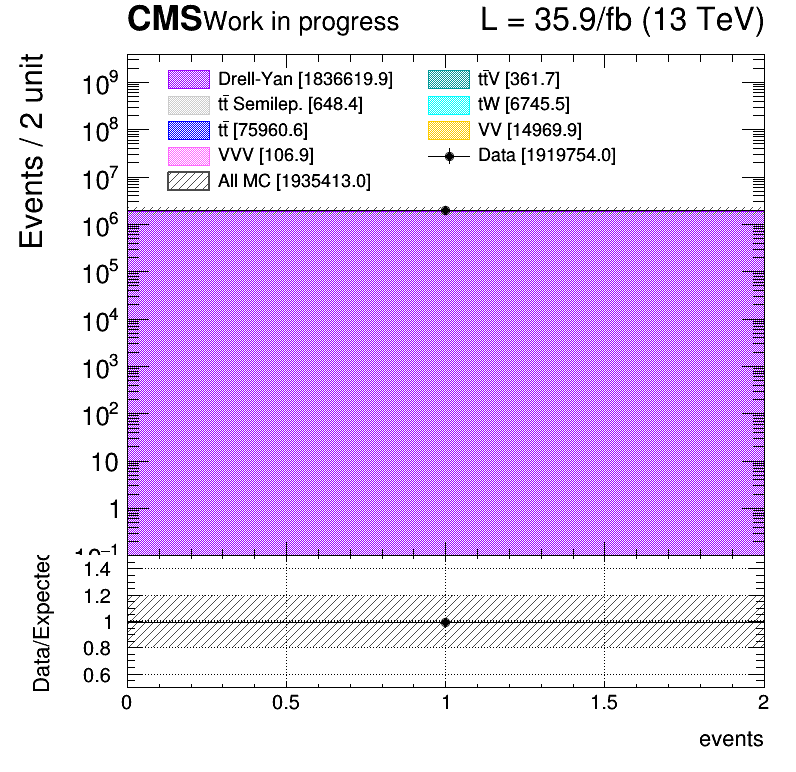 CMS Work in progress L = 35.9/fb (13 TeV)
Events / 2 unit
Drell-Yan [1836619.9]
tt̄ Semilep. [648.4]
tt̄ [75960.6]
VVV [106.9]
All MC [1935413.0]
tt̄V [361.7]
tW [6745.5]
VV [14969.9]
Data [1919754.0]
10⁹
10⁸
10⁷
10⁶
10⁵
10⁴
10³
10²
10
1
10⁻¹
Data/Expected
1.4
1.2
1
0.8
0.6
0 0.5 1 1.5 2
events